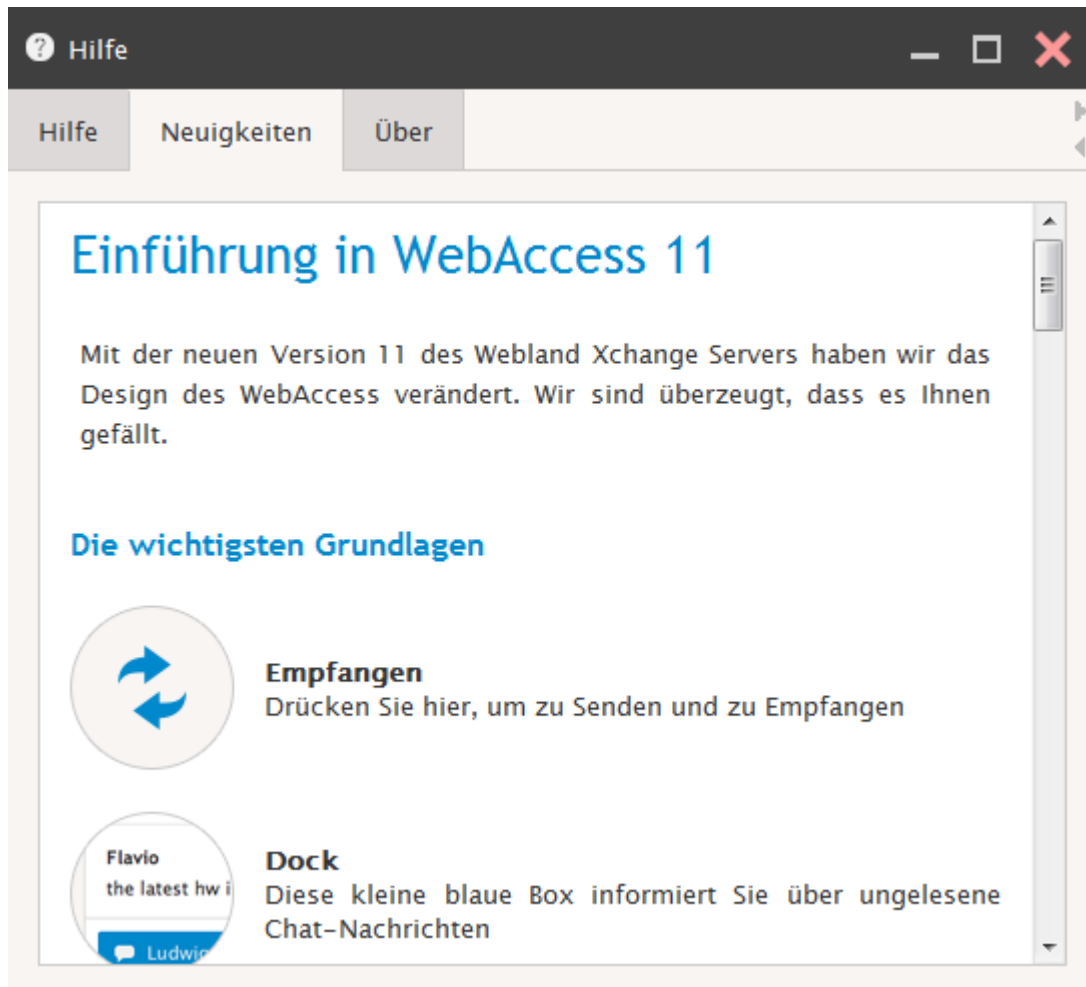 Hilfe
Hilfe Neuigkeiten Über
Einführung in WebAccess 11
Mit der neuen Version 11 des Webland Xchange Servers haben wir das
Design des WebAccess verändert. Wir sind überzeugt, dass es Ihnen
gefällt.
Die wichtigsten Grundlagen
Empfangen
Drücken Sie hier, um zu Senden und zu Empfangen
Flavio
the latest hw i
Ludwig
Dock
Diese kleine blaue Box informiert Sie über ungelesene
Chat-Nachrichten